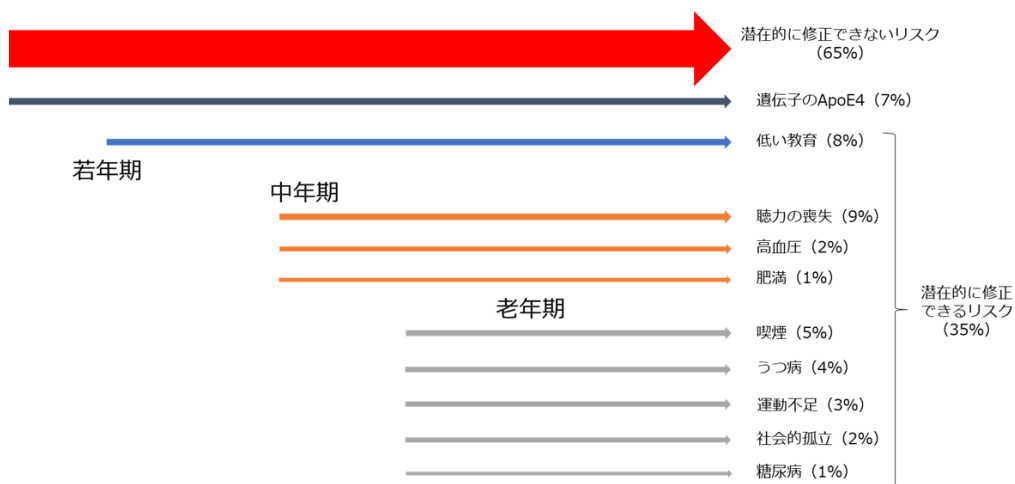 潜在的に修正できないリスク
（65%）
遺伝子のApoE4（7%）
低い教育（8%）
若年期
中年期
聴力の喪失（9%）
高血圧（2%）
肥満（1%）
老年期
喫煙（5%）
うつ病（4%）
運動不足（3%）
社会的孤立（2%）
糖尿病（1%）
潜在的に修正
できるリスク
（35%）